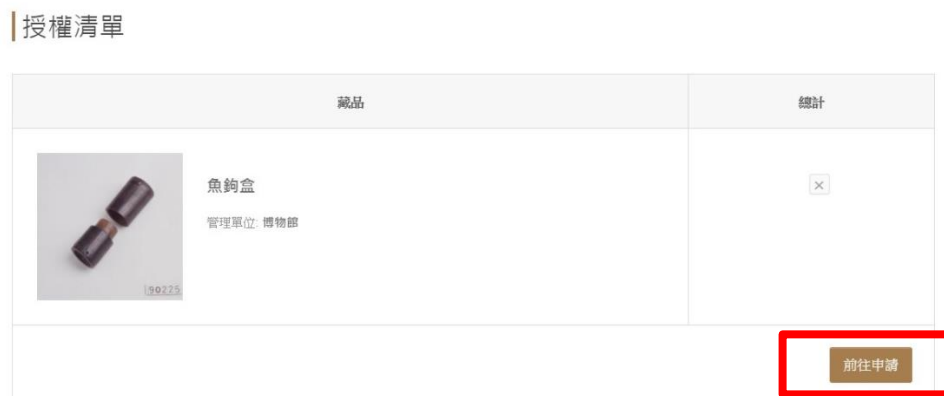 授權清單
藏品
總計
魚鉤盒
管理單位: 博物館
90225
前往申請